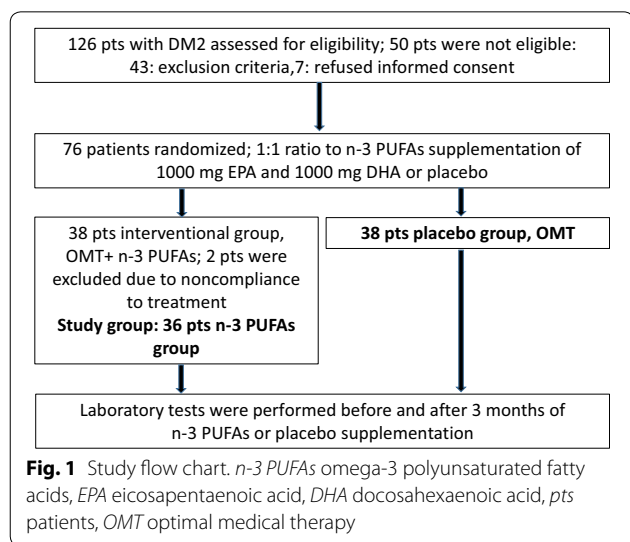 126 pts with DM2 assessed for eligibility; 50 pts were not eligible:
43: exclusion criteria,7: refused informed consent
76 patients randomized; 1:1 ratio to n-3 PUFAs supplementation of
1000 mg EPA and 1000 mg DHA or placebo
38 pts interventional group,
OMT+ n-3 PUFAs; 2 pts were
excluded due to noncompliance
to treatment
Study group: 36 pts n-3 PUFAs
group
38 pts placebo group, OMT
Laboratory tests were performed before and after 3 months of
n-3 PUFAs or placebo supplementation
Fig. 1 Study flow chart. n-3 PUFAs omega-3 polyunsaturated fatty
acids, EPA eicosapentaenoic acid, DHA docosahexaenoic acid, pts
patients, OMT optimal medical therapy